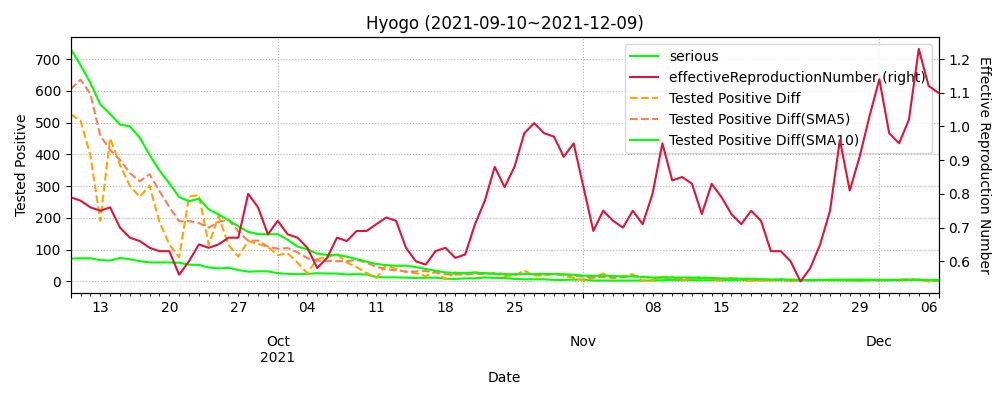 Hyogo (2021-09-10~2021-12-09)
serious
effectiveReproductionNumber (right)
Tested Positive Diff
Tested Positive Diff(SMA5)
Tested Positive Diff(SMA10)
Tested Positive
700
600
500
400
300
200
100
0
1.2
1.1
1.0
0.9
0.8
0.7
0.6
Effective Reproduction Number
13 20 27 04 11 18 25 08 15 22 29 06
Oct Nov Dec
2021
Date